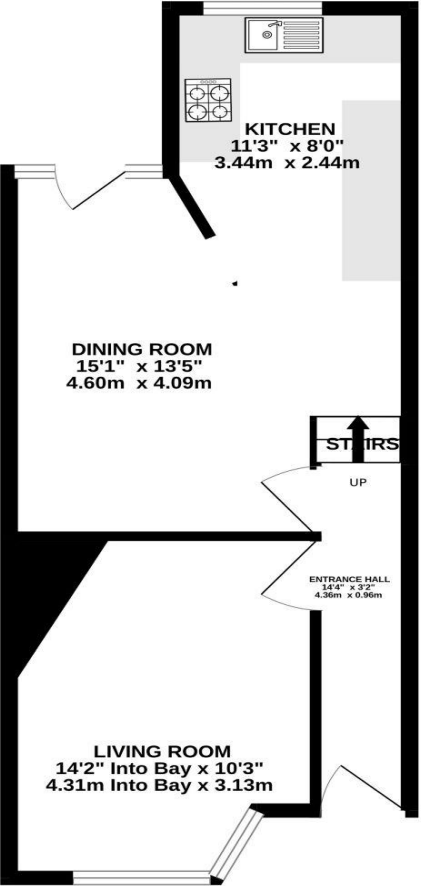 KITCHEN
11'3" x 8'0"
3.44m x 2.44m
DINING ROOM
15'1" x 13'5"
4.60m x 4.09m
STAIRS
UP
ENTRANCE HALL
14'4" x 3'2"
4.36m x 0.96m
LIVING ROOM
14'2" Into Bay x 10'3"
4.31m Into Bay x 3.13m